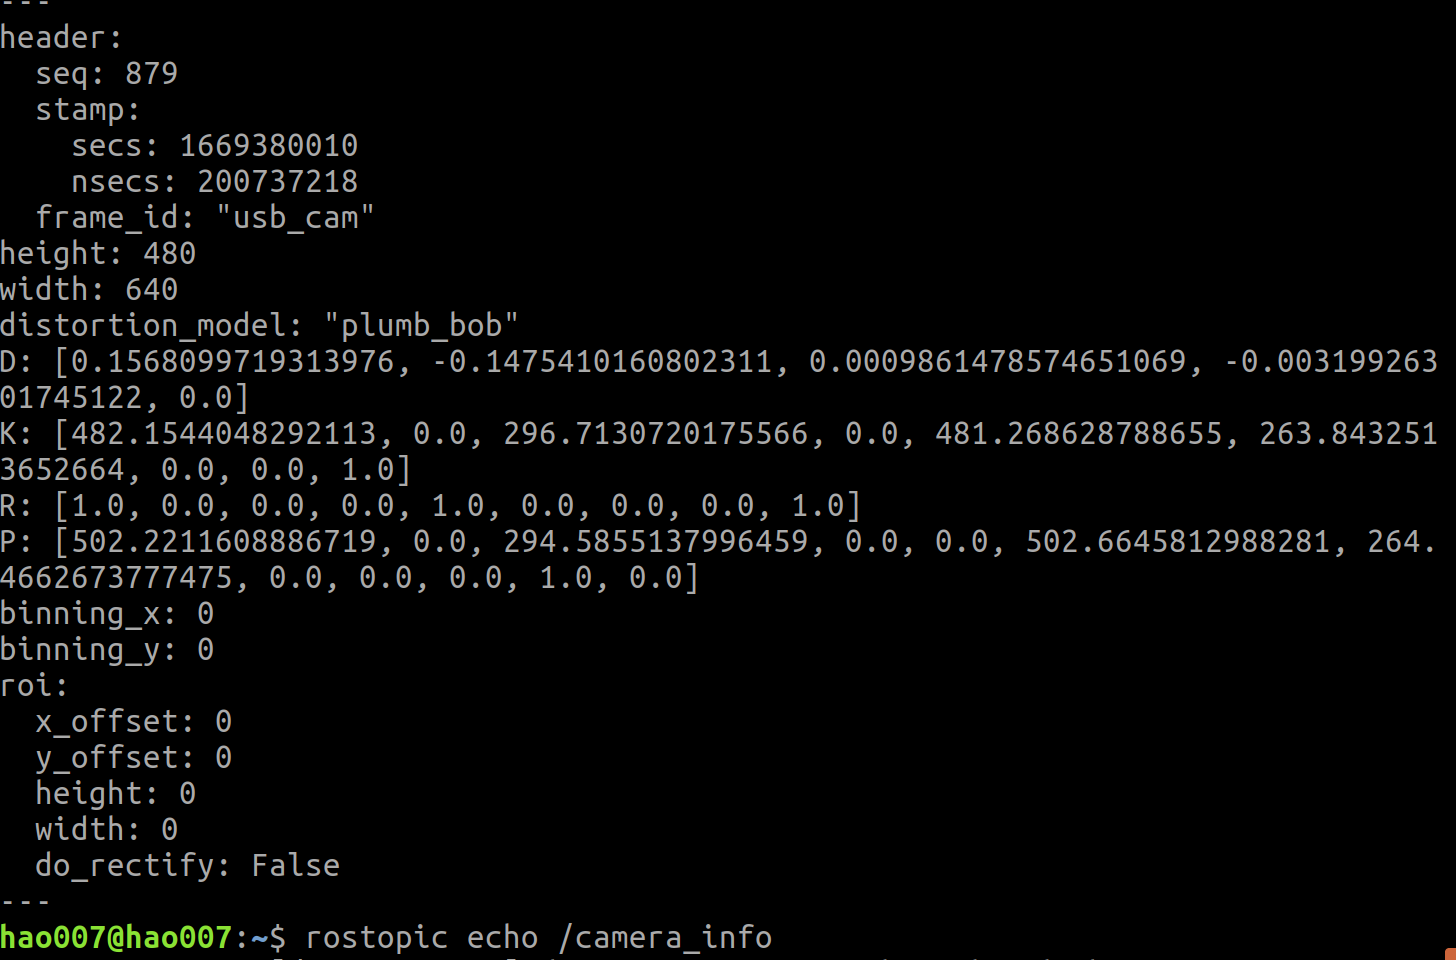 ---
header:
  seq: 879
  stamp:
    secs: 1669380010
    nsecs: 200737218
  frame_id: "usb_cam"
height: 480
width: 640
distortion_model: "plumb_bob"
D: [0.1568099719313976, -0.1475410160802311, 0.0009861478574651069, -0.003199263
01745122, 0.0]
K: [482.1544048292113, 0.0, 296.7130720175566, 0.0, 481.268628788655, 263.843251
3652664, 0.0, 0.0, 1.0]
R: [1.0, 0.0, 0.0, 0.0, 1.0, 0.0, 0.0, 0.0, 1.0]
P: [502.2211608886719, 0.0, 294.5855137996459, 0.0, 0.0, 502.6645812988281, 264.
4662673777475, 0.0, 0.0, 0.0, 1.0, 0.0]
binning_x: 0
binning_y: 0
roi:
  x_offset: 0
  y_offset: 0
  height: 0
  width: 0
  do_rectify: False
---
hao007@hao007:~$ rostopic echo /camera_info